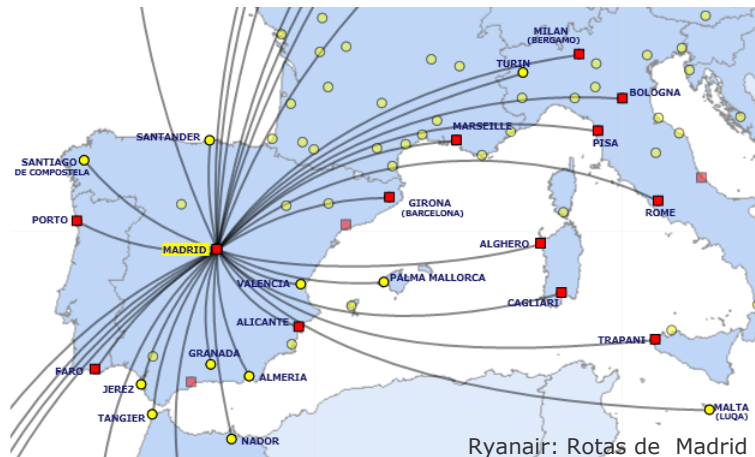 MILAN
(BERGAMO)
TURIN
BOLOGNA
MARSEILLE
PISA
SANTANDER
SANTIAGO
DE COMPOSTELA
GIRONA
(BARCELONA)
ROME
PORTO
MADRID
ALGHERO
VALENCIA
PALMA MALLORCA
CAGLIARI
ALICANTE
TRAPANI
GRANADA
FARO
JEREZ
ALMERIA
TANGIER
MALTA
(LUQA)
NADOR
Ryanair: Rotas de Madrid